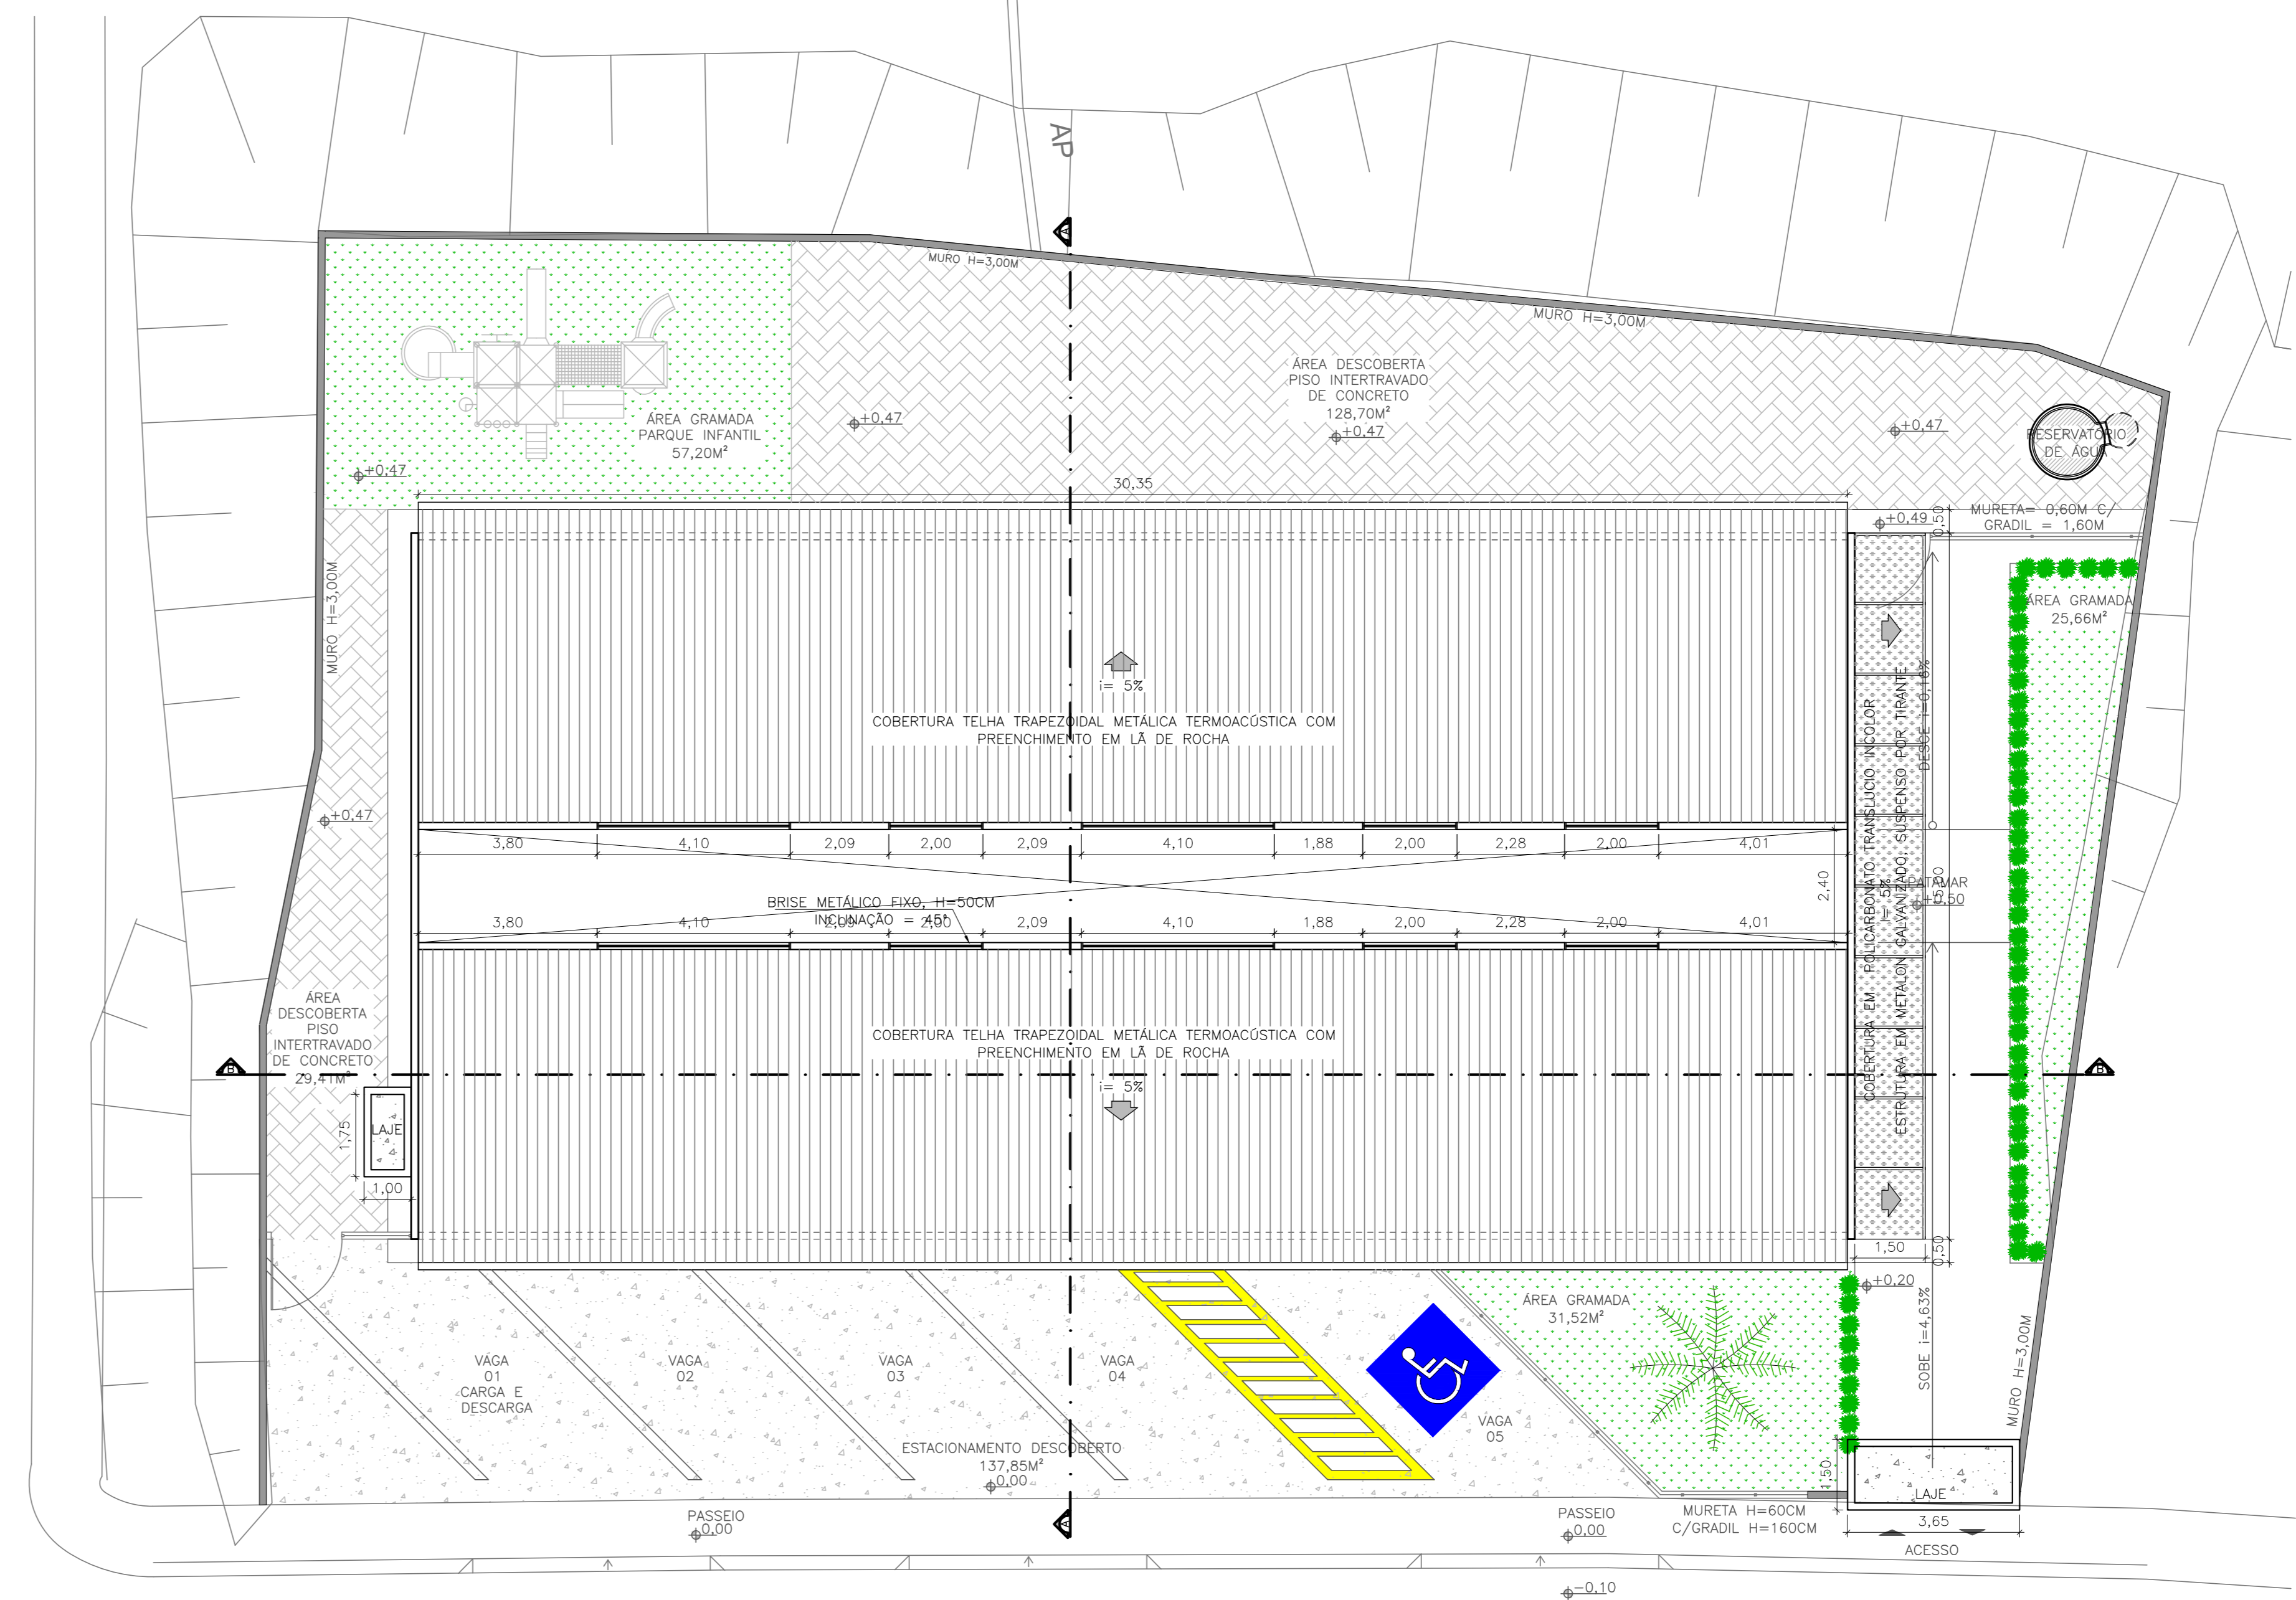 AP
A
MURO H=3,00M
MURO H=3,00M
ÁREA DESCOBERTA
PISO INTERTRAVADO
DE CONCRETO
128,70M²
+0,47
+0,47
+0,47
RESERVATÓRIO
DE ÁGUA
ÁREA GRAMADA
PARQUE INFANTIL
57,20M²
+0,47
30,35
MURETA= 0,60M C/
GRADIL = 1,60M
+0,49
0,50
MURO H=3,00M
ÁREA GRAMADA
25,66M²
i= 5%
COBERTURA TELHA TRAPEZOIDAL METÁLICA TERMOACÚSTICA COM
PREENCHIMENTO EM LÃ DE ROCHA
DESCE i=0,18%
COBERTURA EM POLICARBONATO TRANSLUCIO INCOLOR
ESTRUTURA EM METALON GALVANIZADO, SUSPENSO POR TIRANTE
i= 5%
+0,47
3,80 4,10 2,09 2,00 2,09 4,10 1,88 2,00 2,28 2,00 4,01
2,40
PATAMAR
+0,50
15,00
BRISE METÁLICO FIXO, H=50CM
INCLINAÇÃO = 45°
3,80 4,10 2,09 2,00 2,09 4,10 1,88 2,00 2,28 2,00 4,01
ÁREA
DESCOBERTA
PISO
INTERTRAVADO
DE CONCRETO
29,41M²
COBERTURA TELHA TRAPEZOIDAL METÁLICA TERMOACÚSTICA COM
PREENCHIMENTO EM LÃ DE ROCHA
i= 5%
B
B
LAJE
1,75
1,00
1,50
0,50
+0,20
SOBE i=4,63%
MURO H=3,00M
ÁREA GRAMADA
31,52M²
VAGA
01
CARGA E
DESCARGA
VAGA
02
VAGA
03
VAGA
04
VAGA
05
ESTACIONAMENTO DESCOBERTO
137,85M²
0,00
1,50
LAJE
PASSEIO
0,00
A
PASSEIO
0,00
MURETA H=60CM
C/GRADIL H=160CM
3,65
ACESSO
-0,10